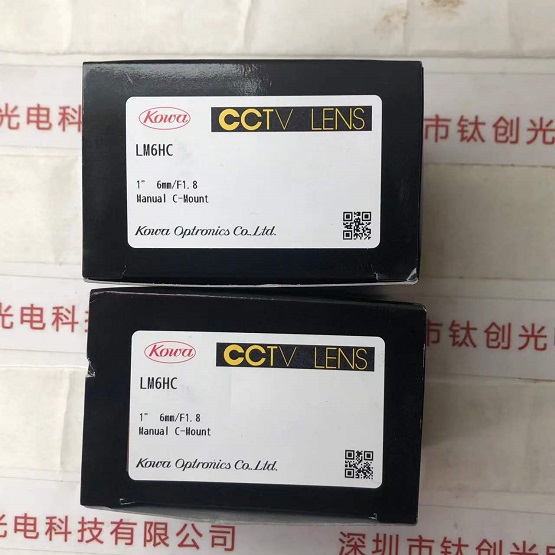 Kowa
CCTV LENS
LM6HC
1" 6mm/F1.8
Manual C-Mount
Kowa Optronics Co.,Ltd.
光电科技
市钛创光
Kowa
CCTV LENS
LM6HC
1" 6mm/F1.8
Manual C-Mount
Kowa Optronics Co.,Ltd.
光电科技
市钛创光电
光电科技有限公司
深圳市钛创光